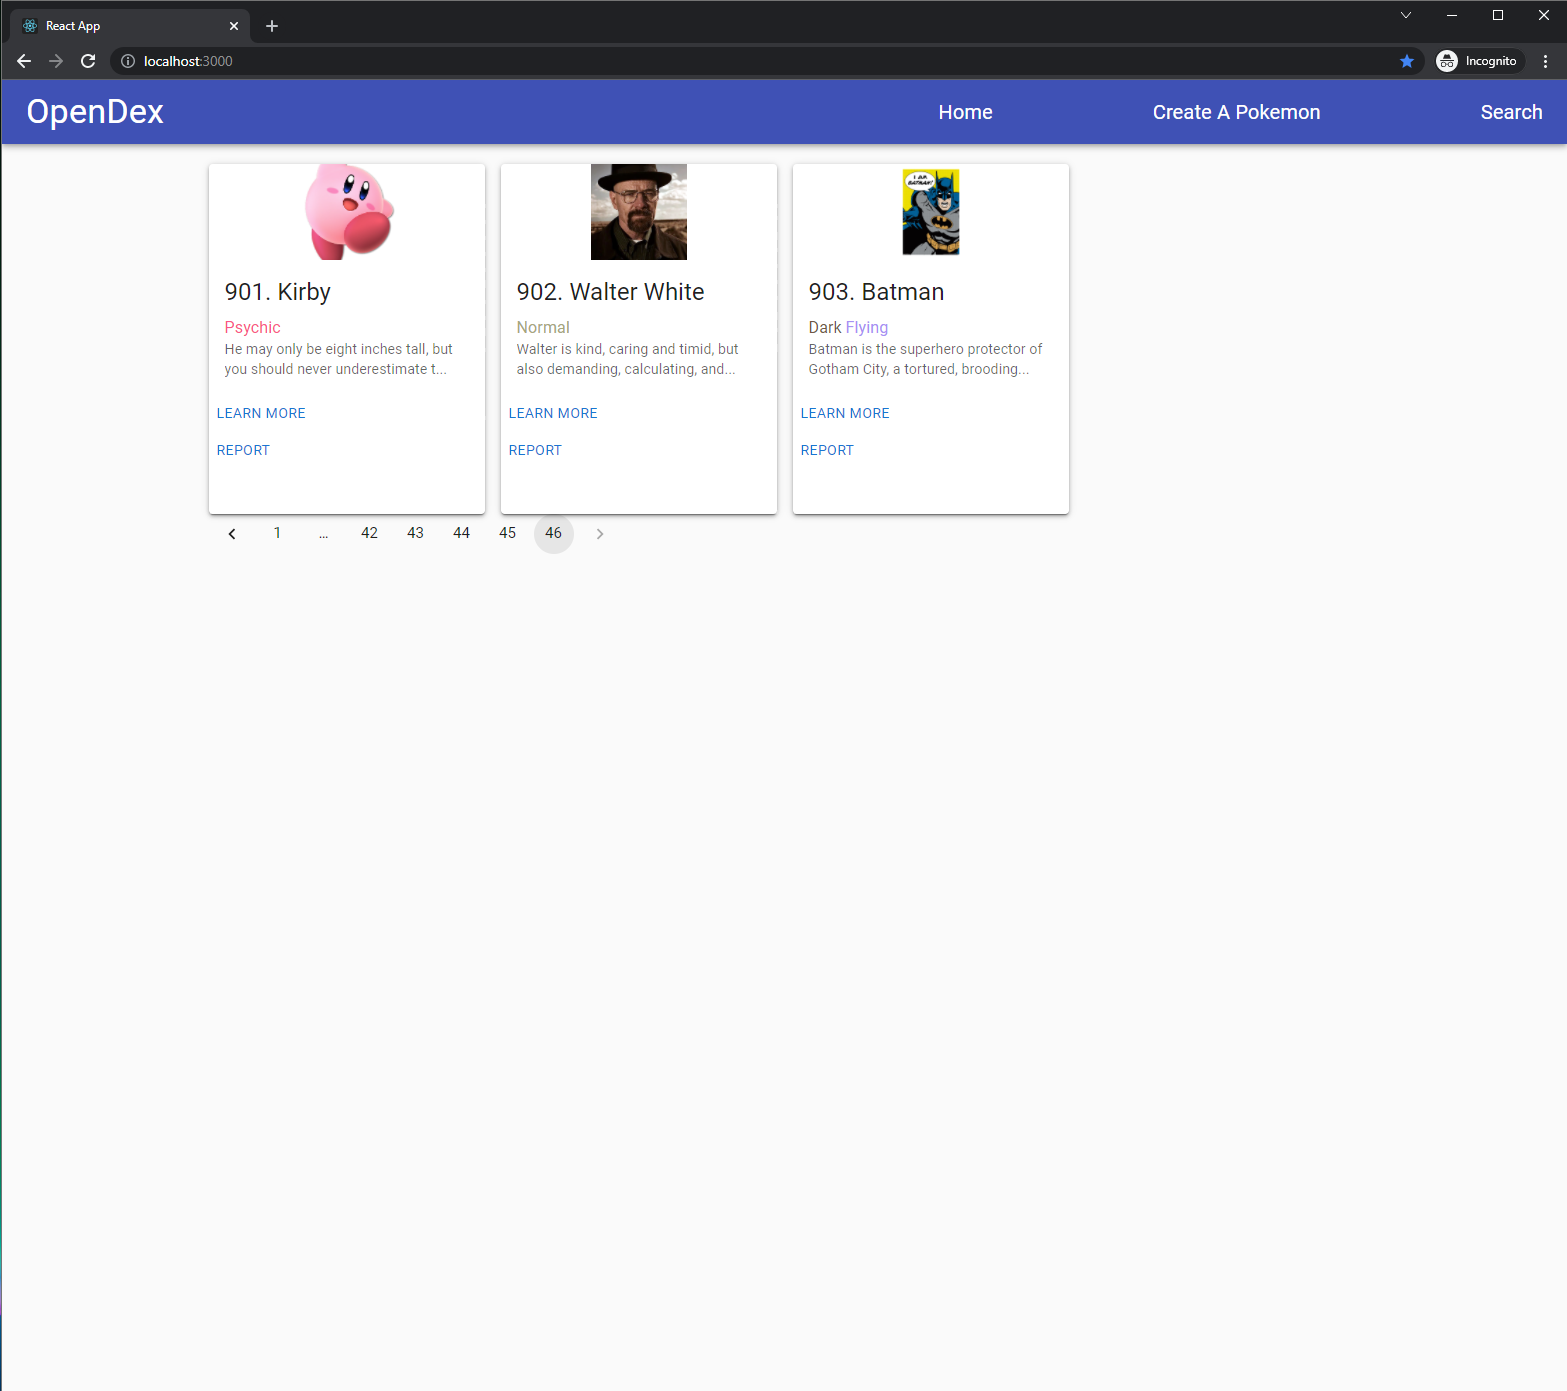 React App
localhost:3000
Incognito
OpenDex
Home
Create A Pokemon
Search
I AM
BATMAN!
901. Kirby
Psychic
He may only be eight inches tall, but
you should never underestimate t...
LEARN MORE
REPORT
902. Walter White
Normal
Walter is kind, caring and timid, but
also demanding, calculating, and...
LEARN MORE
REPORT
903. Batman
Dark Flying
Batman is the superhero protector of
Gotham City, a tortured, brooding...
LEARN MORE
REPORT
1 ... 42 43 44 45 46